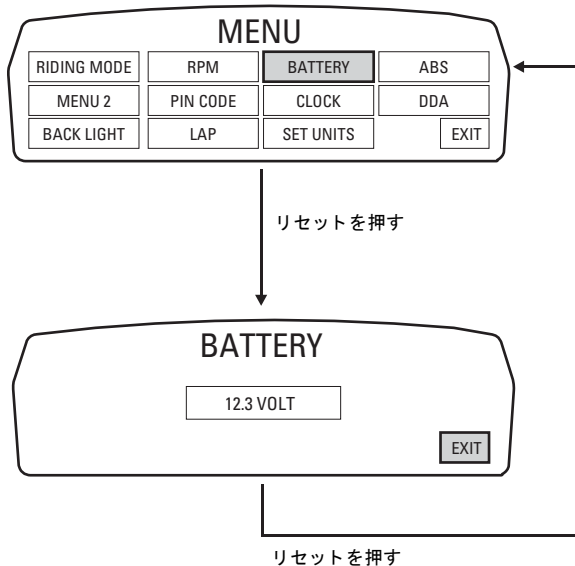 MENU
RIDING MODE RPM BATTERY ABS
MENU 2 PIN CODE CLOCK DDA
BACK LIGHT LAP SET UNITS EXIT
リセットを押す
BATTERY
12.3 VOLT
EXIT
リセットを押す